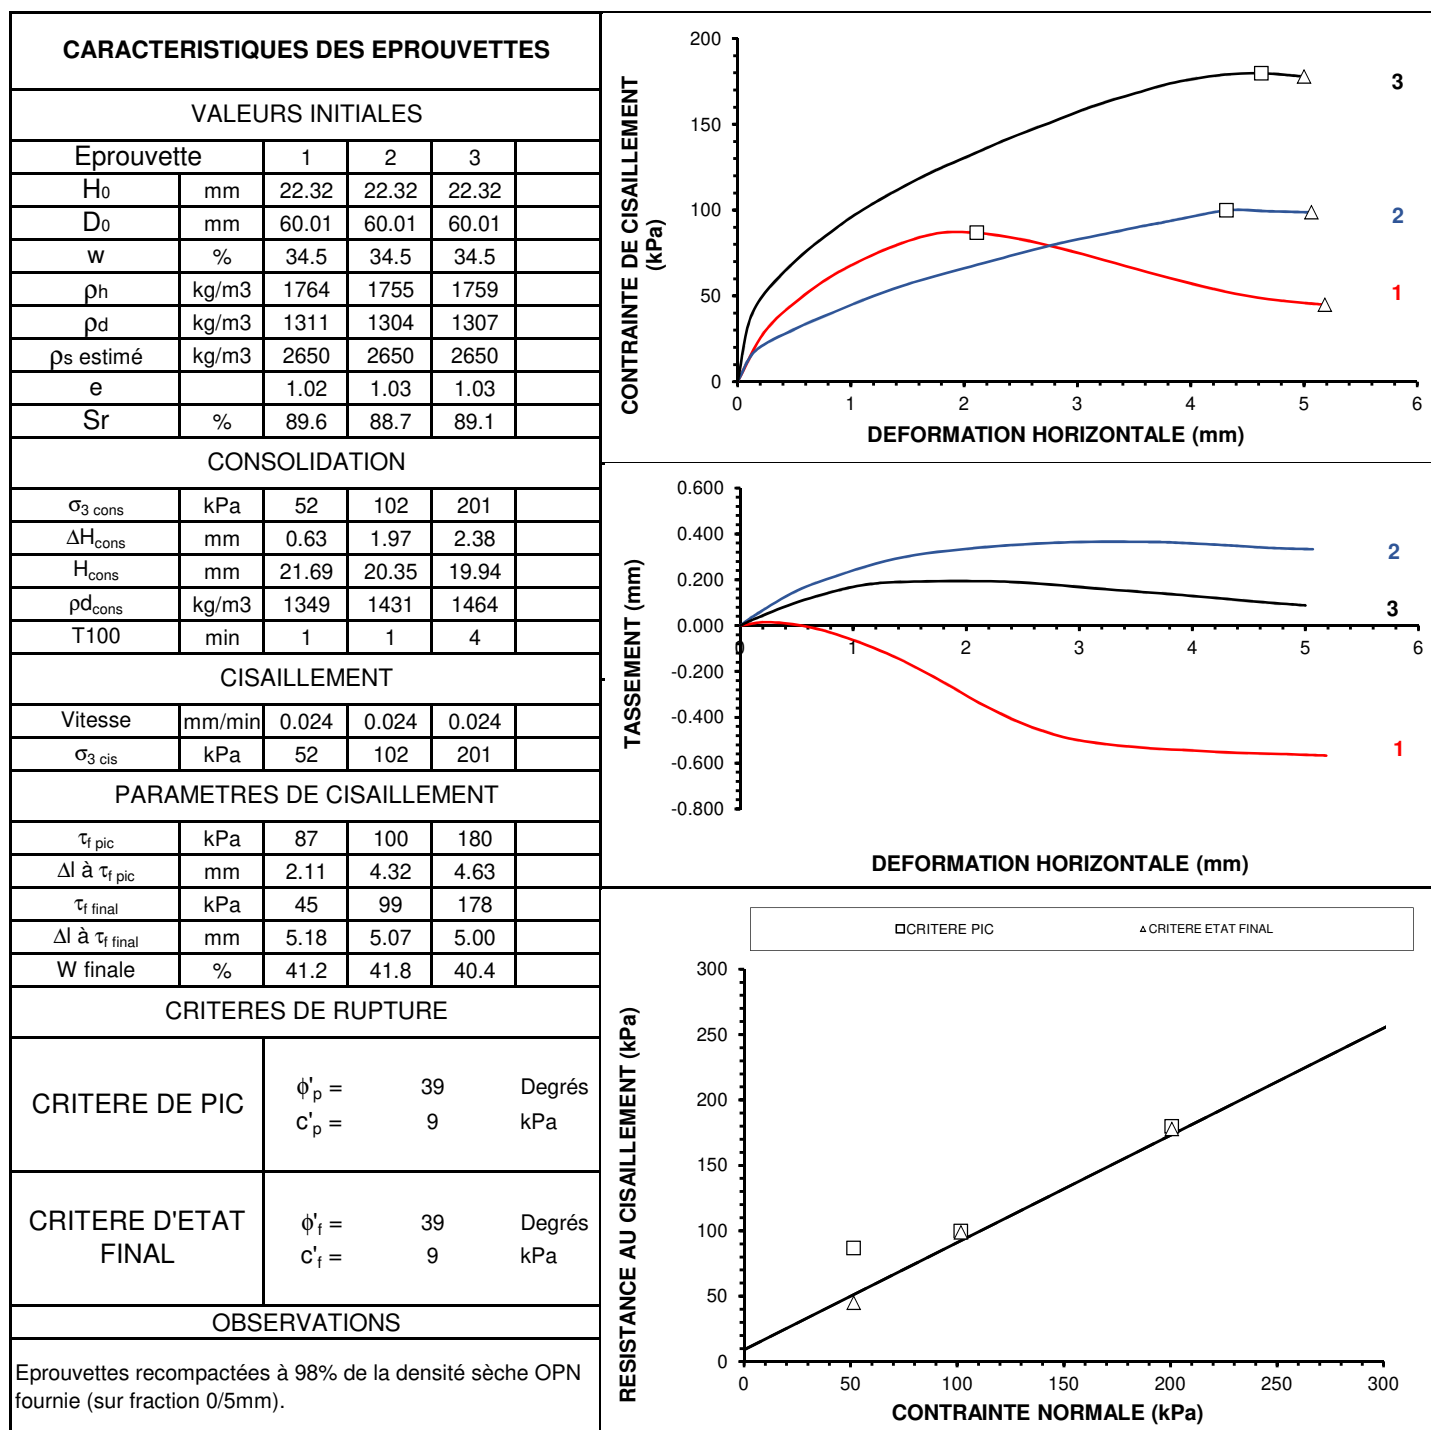 CARACTERISTIQUES DES EPROUVETTES
VALEURS INITIALES
Eprouvette 1 2 3
H0 mm 22.32 22.32 22.32
D0 mm 60.01 60.01 60.01
w % 34.5 34.5 34.5
ρh kg/m3 1764 1755 1759
ρd kg/m3 1311 1304 1307
ρs estimé kg/m3 2650 2650 2650
e 1.02 1.03 1.03
Sr % 89.6 88.7 89.1
CONSOLIDATION
σ3 cons kPa 52 102 201
ΔHcons mm 0.63 1.97 2.38
Hcons mm 21.69 20.35 19.94
ρdcons kg/m3 1349 1431 1464
T100 min 1 1 4
CISAILLEMENT
Vitesse mm/min 0.024 0.024 0.024
σ3 cis kPa 52 102 201
PARAMETRES DE CISAILLEMENT
τf pic kPa 87 100 180
Δl à τf pic mm 2.11 4.32 4.63
τf final kPa 45 99 178
Δl à τf final mm 5.18 5.07 5.00
W finale % 41.2 41.8 40.4
CRITERES DE RUPTURE
CRITERE DE PIC
ϕ'p = 39 Degrés
c'p = 9 kPa
CRITERE D'ETAT
FINAL
ϕ'f = 39 Degrés
c'f = 9 kPa
OBSERVATIONS
Eprouvettes recompactées à 98% de la densité sèche OPN
fournie (sur fraction 0/5mm).
CONTRAINTE DE CISAILLEMENT
(kPa)
200
150
100
50
0
0 1 2 3 4 5 6
3
2
1
DEFORMATION HORIZONTALE (mm)
TASSEMENT (mm)
0.600
0.400
0.200
0.000
-0.200
-0.400
-0.600
-0.800
0 1 2 3 4 5 6
2
3
1
DEFORMATION HORIZONTALE (mm)
CRITERE PIC
CRITERE ETAT FINAL
RESISTANCE AU CISAILLEMENT (kPa)
300
250
200
150
100
50
0
0 50 100 150 200 250 300
CONTRAINTE NORMALE (kPa)